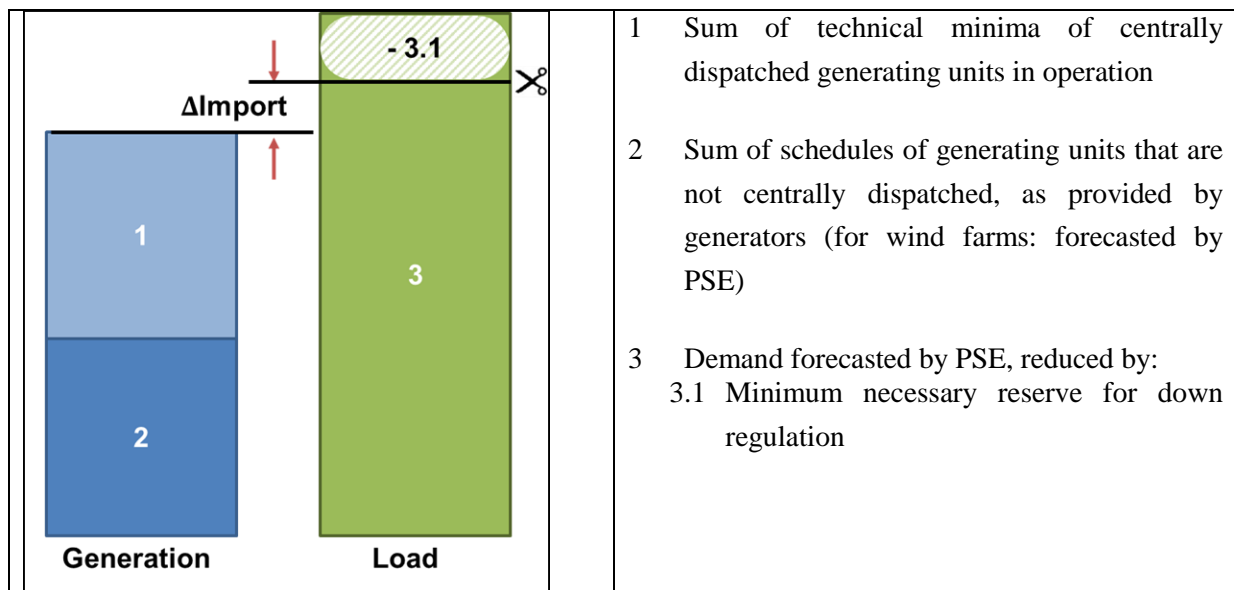 - 3.1
ΔImport
1
2
3
Generation
Load
1 Sum of technical minima of centrally
dispatched generating units in operation
2 Sum of schedules of generating units that are
not centrally dispatched, as provided by
generators (for wind farms: forecasted by
PSE)
3 Demand forecasted by PSE, reduced by:
3.1 Minimum necessary reserve for down
regulation